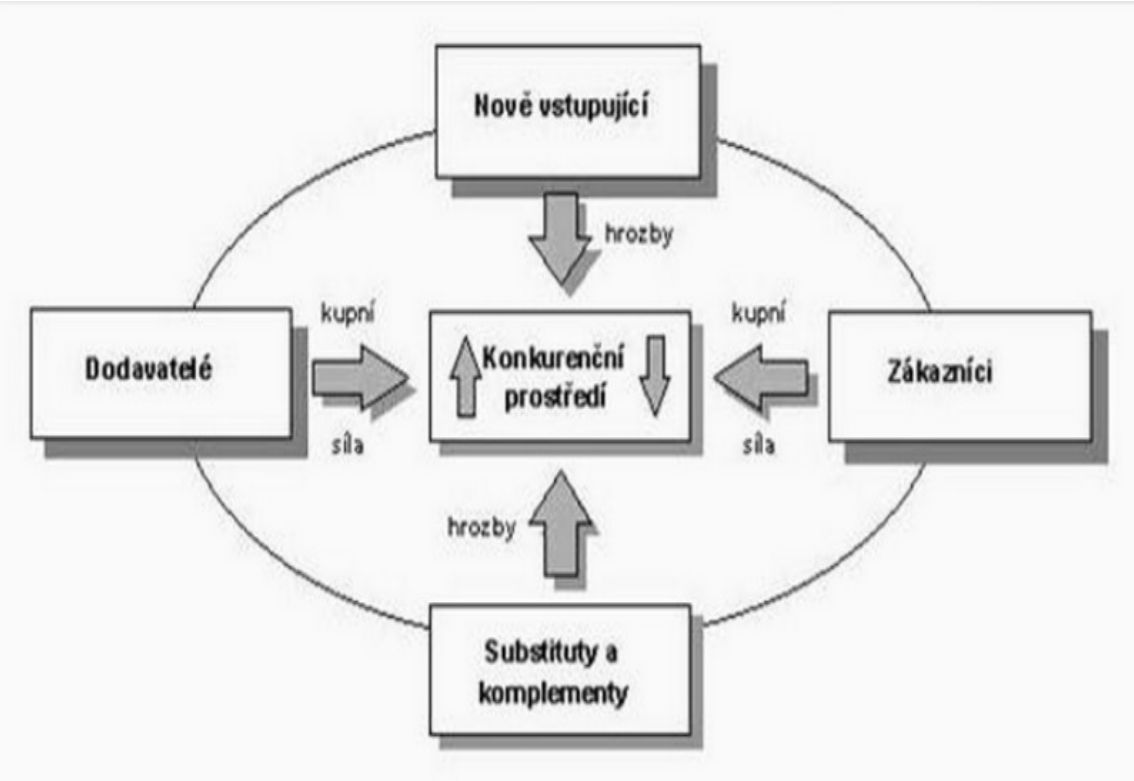 Nově vstupující
hrozby
kupní
Dodavatelé
síla
Konkurenční
prostředí
kupní
síla
Zákazníci
hrozby
Substituty a
komplementy